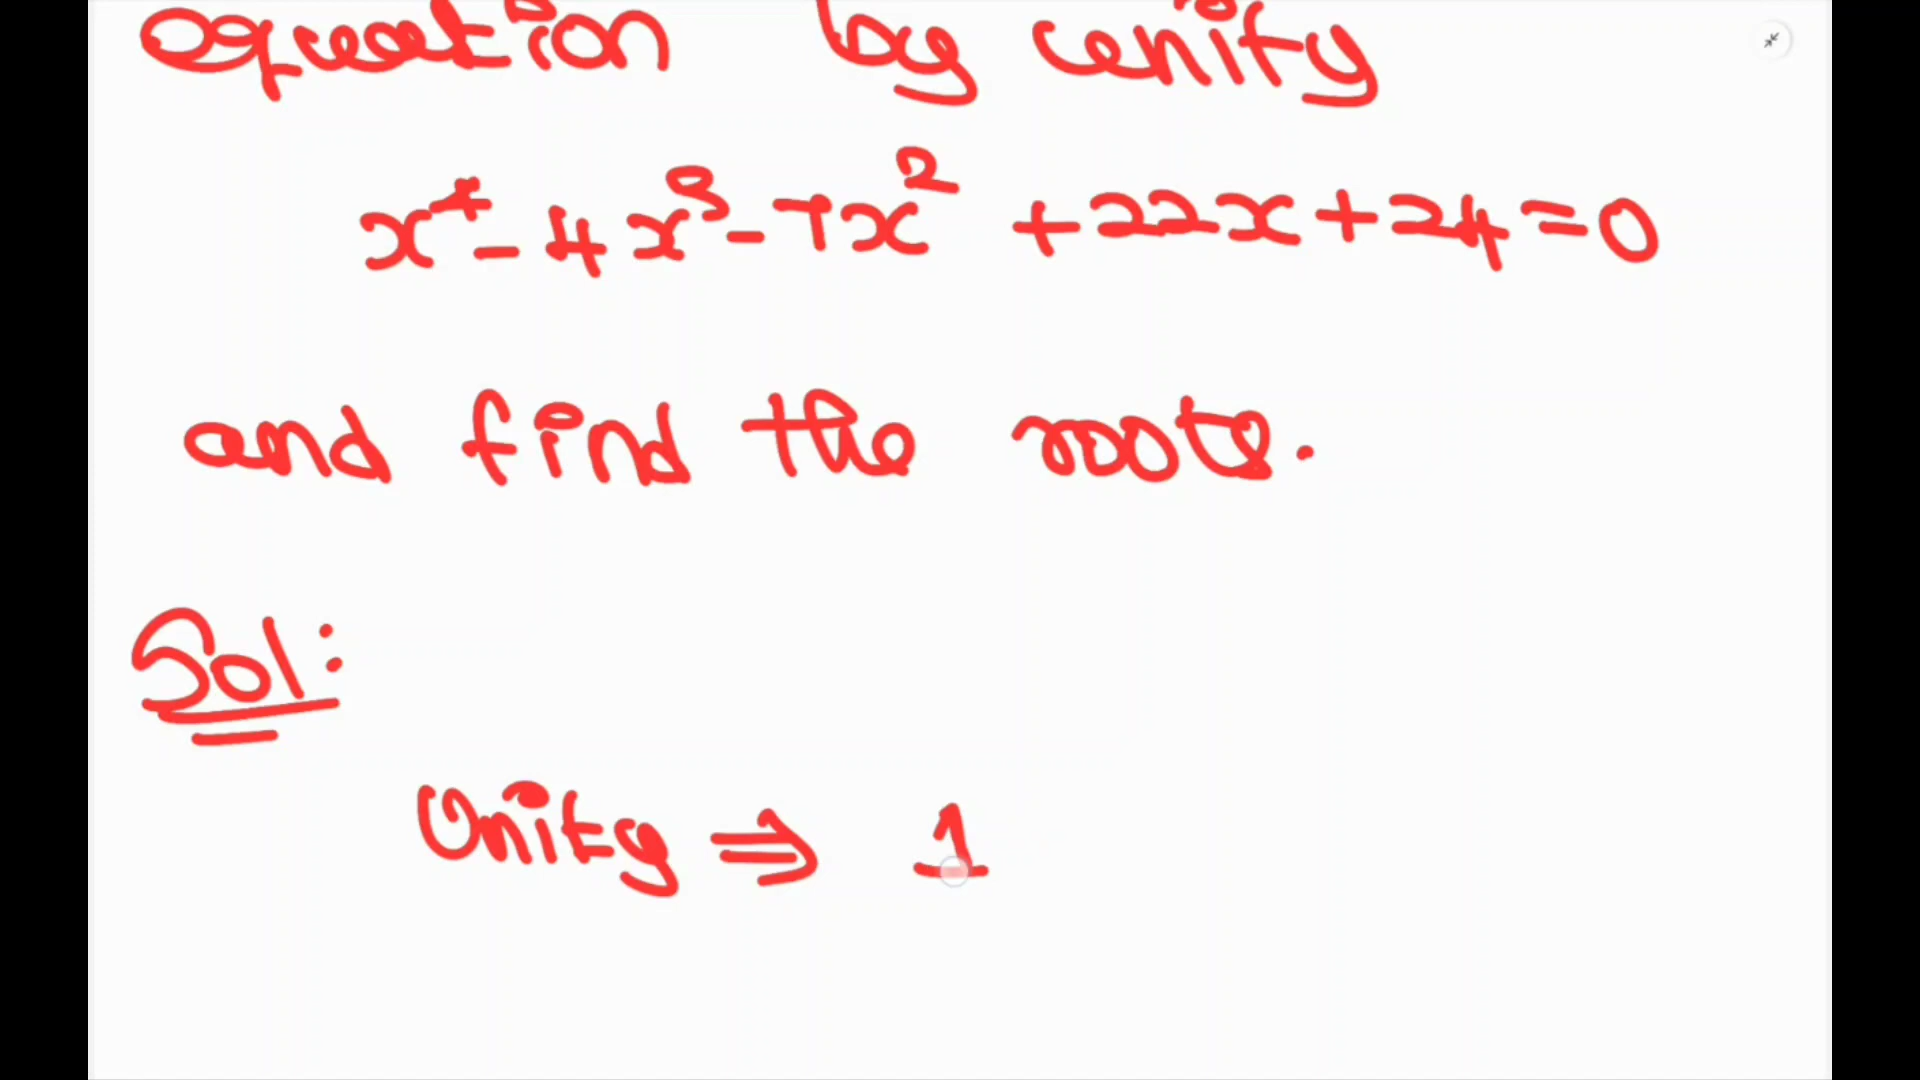 equation by unity
x⁴ - 4x³ - 7x² + 22x + 24 = 0
and find the roots.
Sol:
Unity ⇒ 1